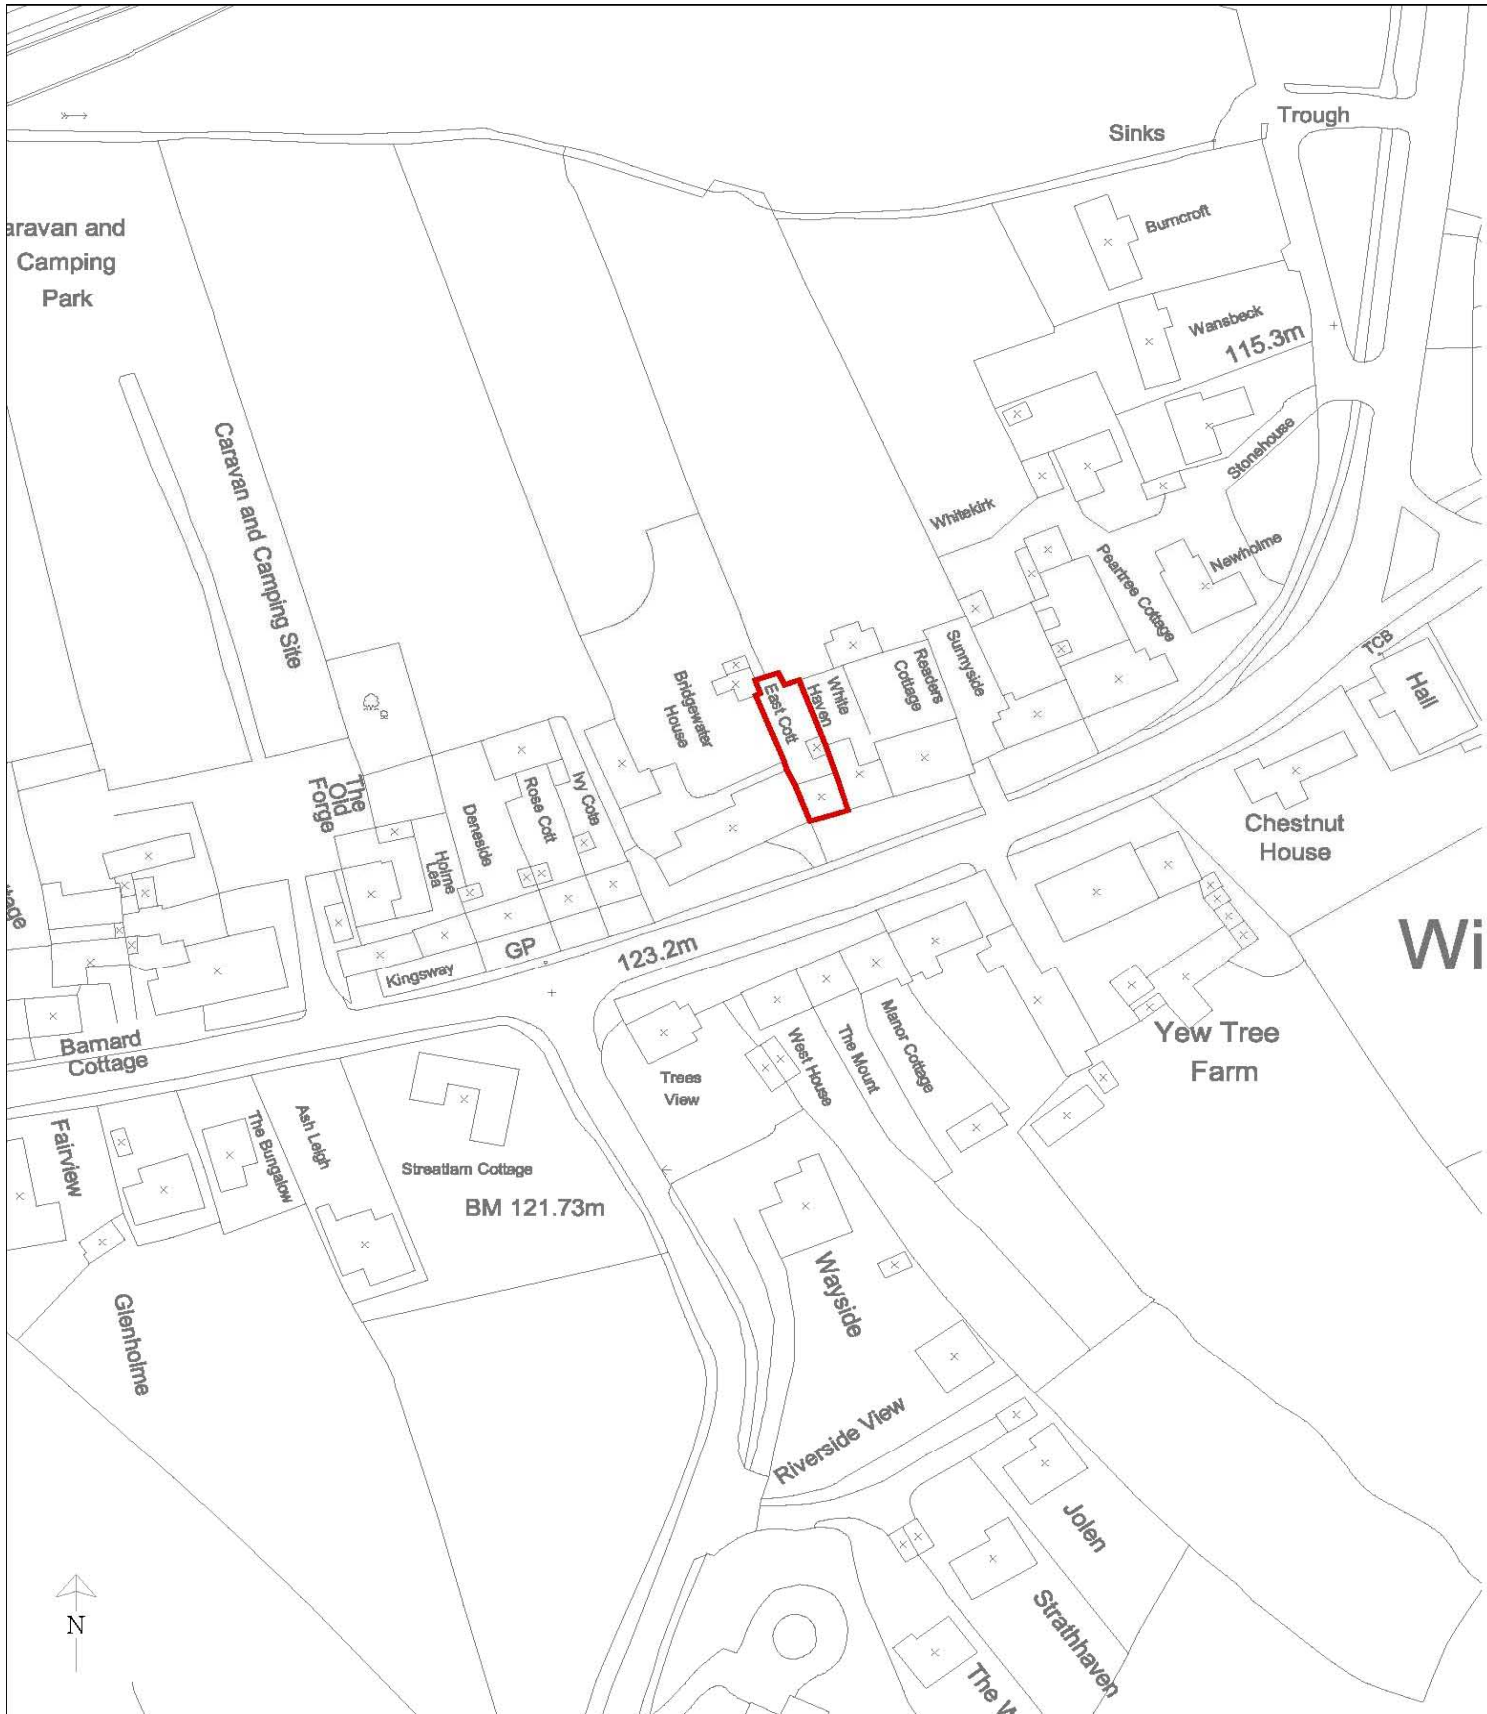 Trough
Sinks
Burncroft
aravan and
Camping
Park
Wansbeck
115.3m
Caravan and Camping Site
Stonehouse
Whitekirk
Newholme
Peartree Cottage
TCB
Hall
Sunnyside
Readers
Cottage
White
Haven
East Cott
Bridgewater
House
The
Old
Forge
Ivy Cote
Rose Cott
Deneside
Holme
Lea
Chestnut
House
ttage
Wi
GP
123.2m
Kingsway
Manor Cottage
The Mount
West House
Yew Tree
Farm
Barnard
Cottage
Trees
View
Fairview
The Bungalow
Ash Leigh
Streatlam Cottage
BM 121.73m
Wayside
Glenholme
Riverside View
Jolen
Strathhaven
The W
N